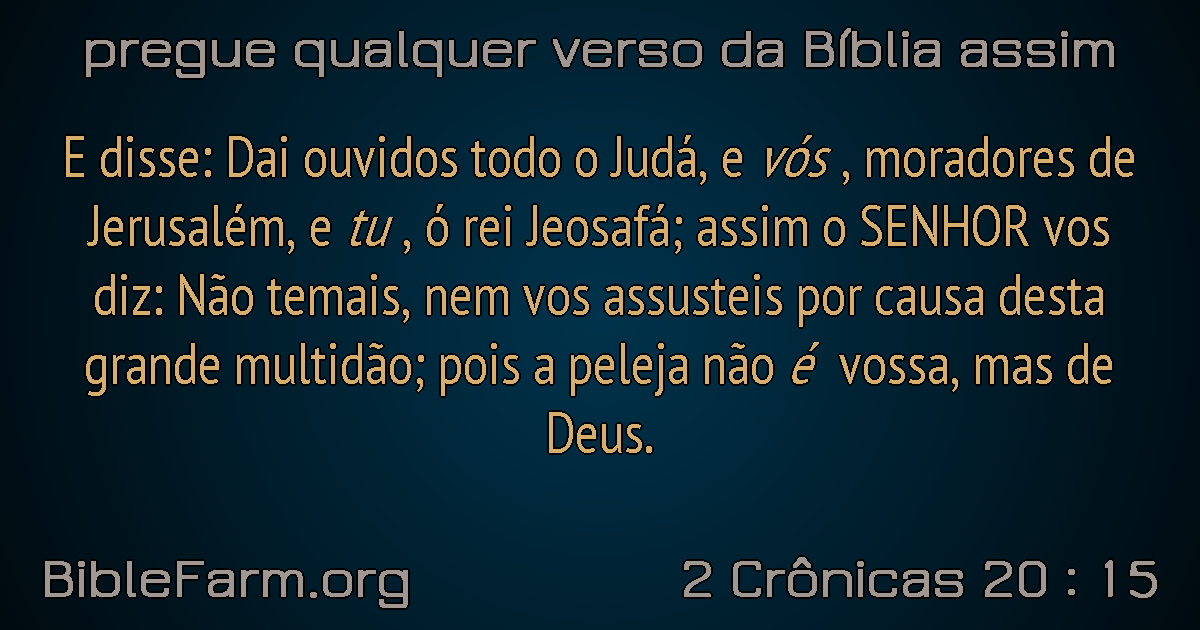 pregue qualquer verso da Bíblia assim
E disse: Dai ouvidos todo o Judá, e vós , moradores de
Jerusalém, e tu , ó rei Jeosafá; assim o SENHOR vos
diz: Não temais, nem vos assusteis por causa desta
grande multidão; pois a peleja não é vossa, mas de
Deus.
BibleFarm.org
2 Crônicas 20 : 15